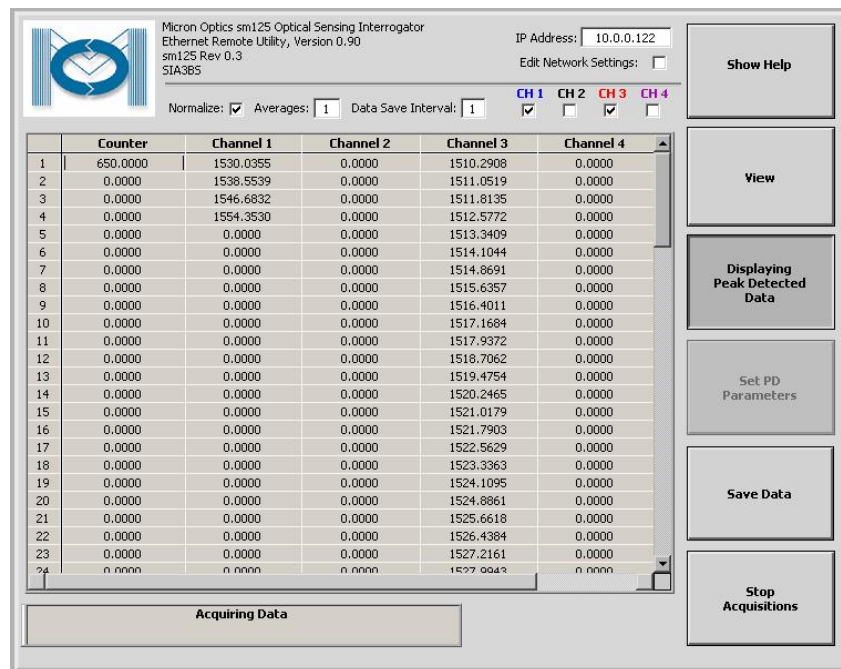 Micron Optics sm125 Optical Sensing Interrogator
Ethernet Remote Utility, Version 0.90
sm125 Rev 0.3
SIA3BS
IP Address: 10.0.0.122
Edit Network Settings:
Normalize: Averages: 1 Data Save Interval: 1
CH 1 CH 2 CH 3 CH 4
Counter Channel 1 Channel 2 Channel 3 Channel 4
1 650.0000 1530.0355 0.0000 1510.2908 0.0000
2 0.0000 1538.5539 0.0000 1511.0519 0.0000
3 0.0000 1546.6832 0.0000 1511.8135 0.0000
4 0.0000 1554.3530 0.0000 1512.5772 0.0000
5 0.0000 0.0000 0.0000 1513.3409 0.0000
6 0.0000 0.0000 0.0000 1514.1044 0.0000
7 0.0000 0.0000 0.0000 1514.8691 0.0000
8 0.0000 0.0000 0.0000 1515.6357 0.0000
9 0.0000 0.0000 0.0000 1516.4011 0.0000
10 0.0000 0.0000 0.0000 1517.1684 0.0000
11 0.0000 0.0000 0.0000 1517.9372 0.0000
12 0.0000 0.0000 0.0000 1518.7062 0.0000
13 0.0000 0.0000 0.0000 1519.4754 0.0000
14 0.0000 0.0000 0.0000 1520.2465 0.0000
15 0.0000 0.0000 0.0000 1521.0179 0.0000
16 0.0000 0.0000 0.0000 1521.7903 0.0000
17 0.0000 0.0000 0.0000 1522.5629 0.0000
18 0.0000 0.0000 0.0000 1523.3363 0.0000
19 0.0000 0.0000 0.0000 1524.1095 0.0000
20 0.0000 0.0000 0.0000 1524.8861 0.0000
21 0.0000 0.0000 0.0000 1525.6618 0.0000
22 0.0000 0.0000 0.0000 1526.4384 0.0000
23 0.0000 0.0000 0.0000 1527.2161 0.0000
24 0.0000 0.0000 0.0000 1527.9943 0.0000
Acquiring Data
Show Help
View
Displaying
Peak Detected
Data
Set PD
Parameters
Save Data
Stop
Acquisitions